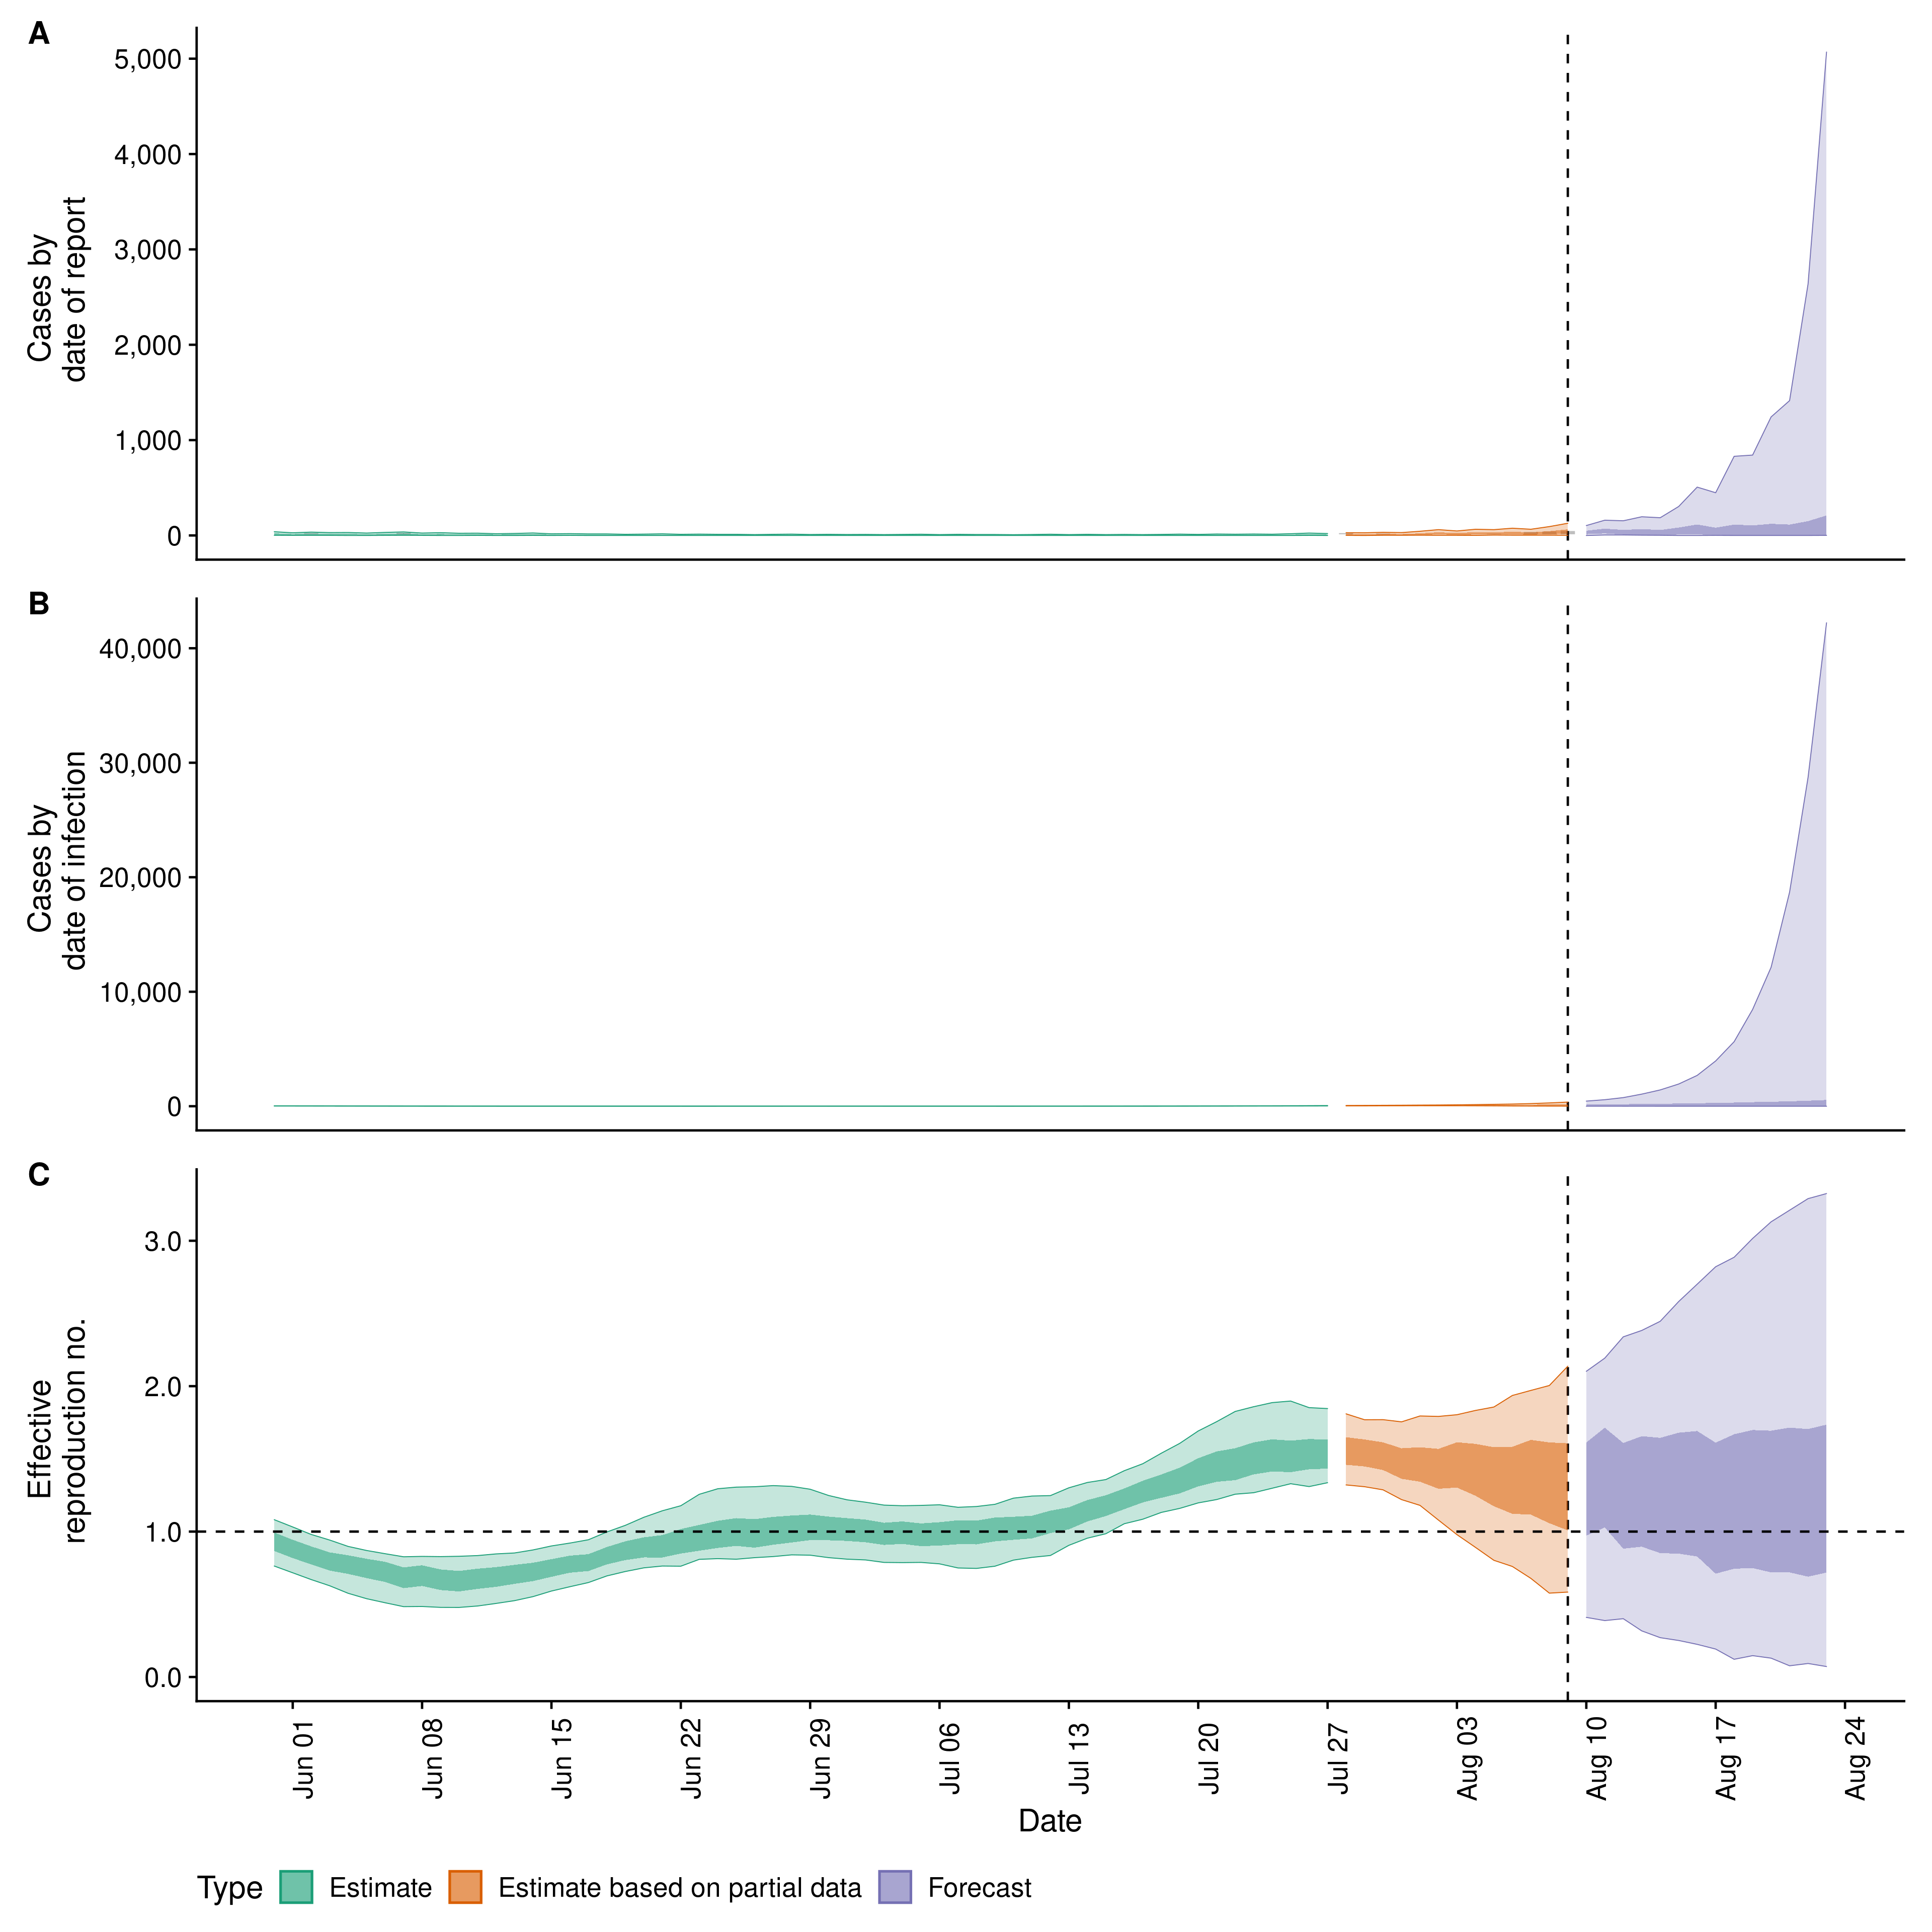 A
5,000
4,000
3,000
2,000
1,000
0
Cases by
date of report
B
40,000
30,000
20,000
10,000
0
Cases by
date of infection
C
3.0
2.0
1.0
0.0
Effective
reproduction no.
Jun 01
Jun 08
Jun 15
Jun 22
Jun 29
Jul 06
Jul 13
Jul 20
Jul 27
Aug 03
Aug 10
Aug 17
Aug 24
Date
Type Estimate Estimate based on partial data Forecast